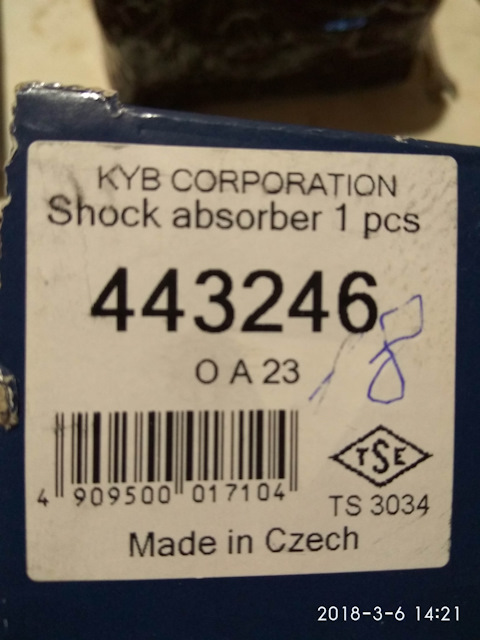 KYB CORPORATION
Shock absorber 1 pcs
443246
8
O A 23
TSE
4 909500 017104
TS 3034
Made in Czech
2018-3-6 14:21